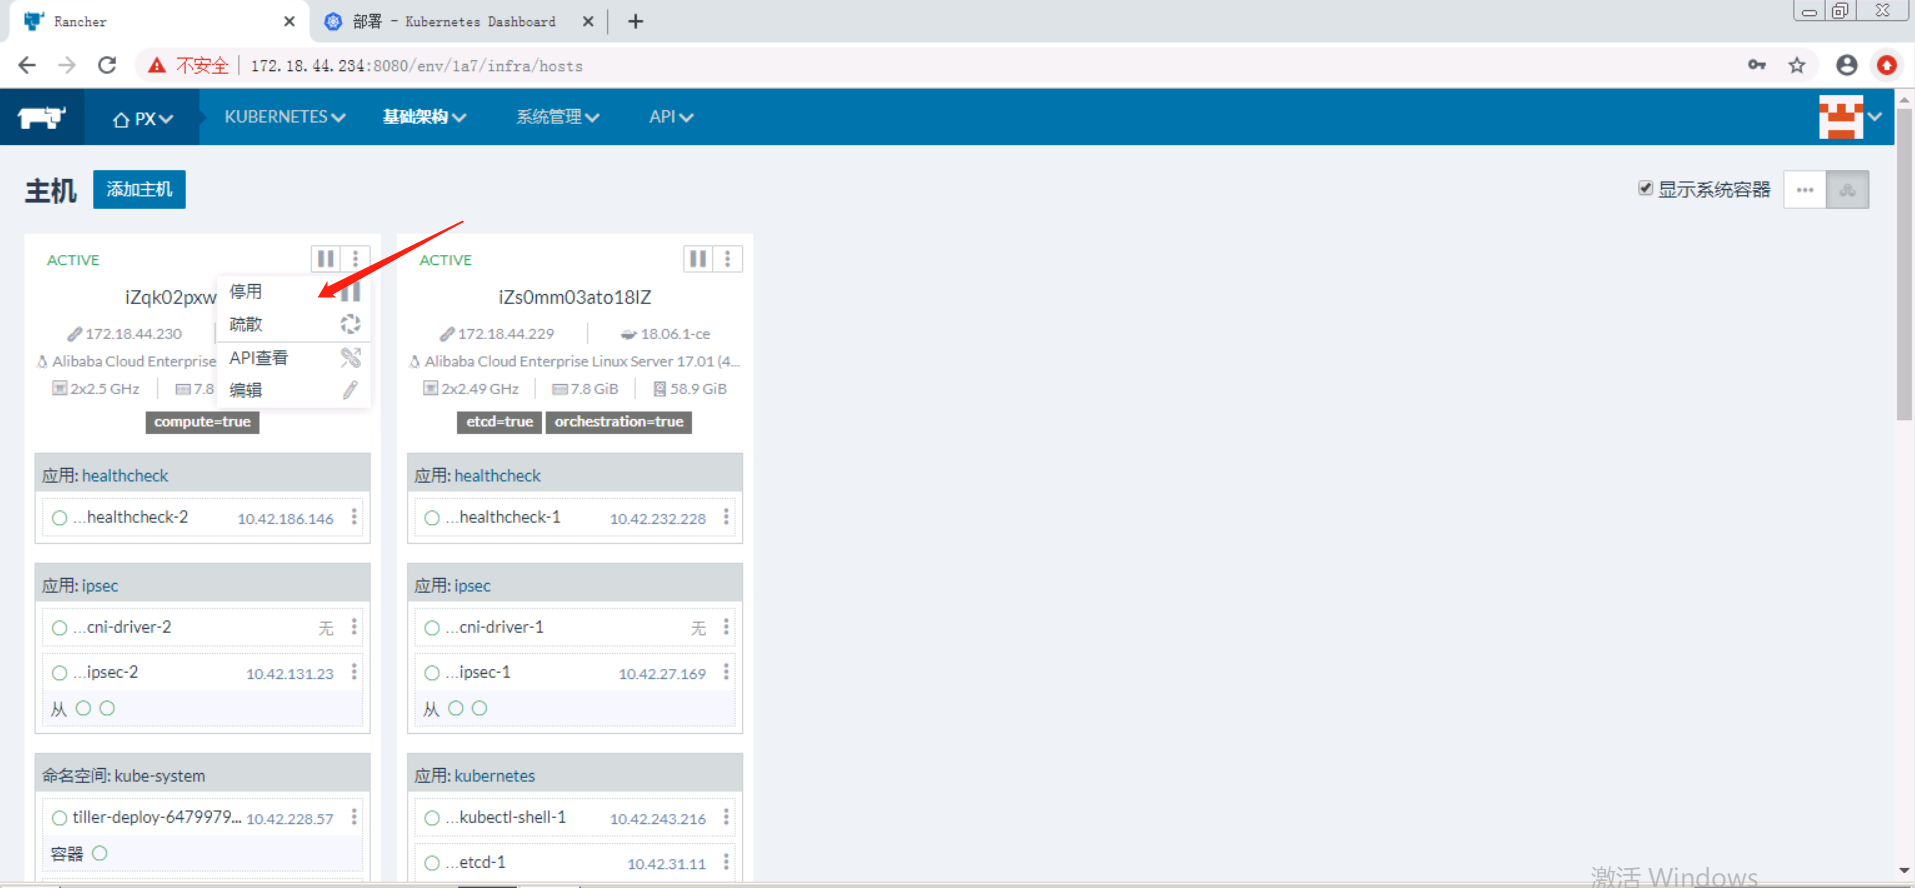 Rancher
部署 - Kubernetes Dashboard
不安全
172.18.44.234:8080/env/1a7/infra/hosts
PX
KUBERNETES
基础架构
系统管理
API
主机
添加主机
显示系统容器
ACTIVE
iZqk02pxw
停用
疏散
API查看
编辑
172.18.44.230
Alibaba Cloud Enterprise
2x2.5 GHz
7.8
compute=true
应用: healthcheck
...healthcheck-2
10.42.186.146
应用: ipsec
...cni-driver-2
无
...ipsec-2
10.42.131.23
从
命名空间: kube-system
tiller-deploy-6479979...
10.42.228.57
容器
ACTIVE
iZs0mm03ato18lZ
172.18.44.229
18.06.1-ce
Alibaba Cloud Enterprise Linux Server 17.01 (4...
2x2.49 GHz
7.8 GiB
58.9 GiB
etcd=true
orchestration=true
应用: healthcheck
...healthcheck-1
10.42.232.228
应用: ipsec
...cni-driver-1
无
...ipsec-1
10.42.27.169
从
应用: kubernetes
...kubectl-shell-1
10.42.243.216
...etcd-1
10.42.31.11
激活 Windows